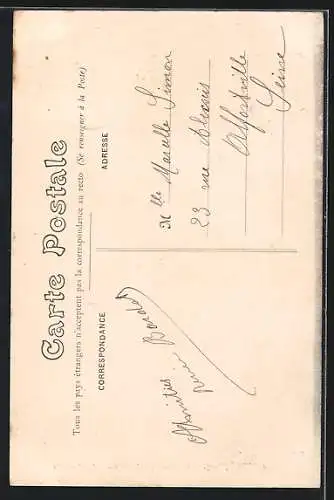 Carte Postale
Tous les pays étrangers n'acceptent pas la correspondance au recto (Se renseigner à la Poste)
CORRESPONDANCE
ADRESSE
Amitiés
Mlle Marcelle Simon
23 rue Alexis
Alfortville
Seine